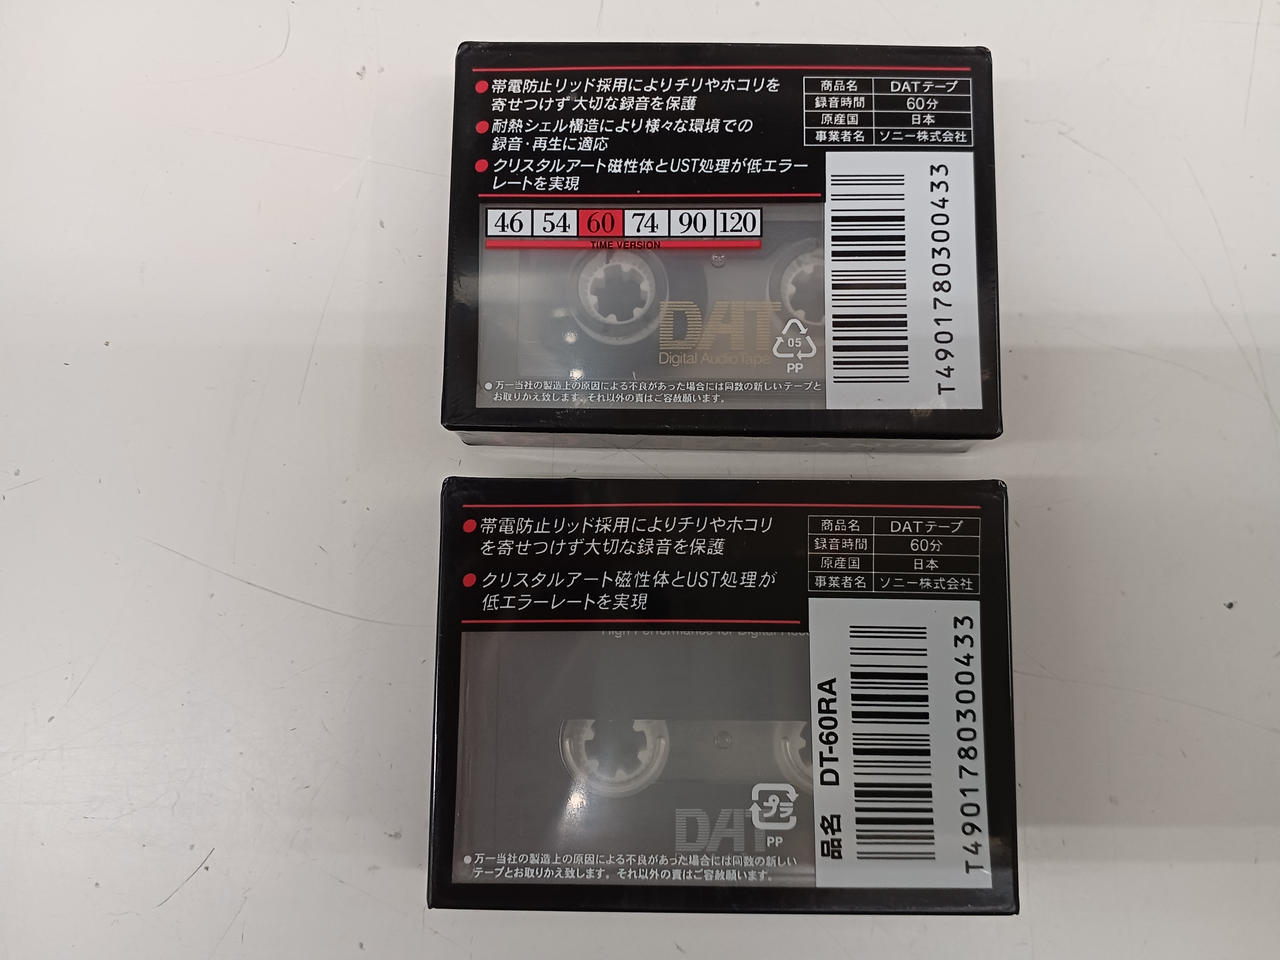 ●帯電防止リッド採用によりチリやホコリを
寄せつけず大切な録音を保護
●耐熱シェル構造により様々な環境での
録音・再生に適応
●クリスタルアート磁性体とUST処理が低エラー
レートを実現
商品名 DATテープ
録音時間 60分
原産国 日本
事業者名 ソニー株式会社
46 54 60 74 90 120
TIME VERSION
DAT
Digital Audio Tape
05
PP
●万一当社の製造上の原因による不良があった場合には同数の新しいテープと
お取りかえ致します。それ以外の責はご容赦願います。
T4901780300433
●帯電防止リッド採用によりチリやホコリ
を寄せつけず大切な録音を保護
●クリスタルアート磁性体とUST処理が
低エラーレートを実現
商品名 DATテープ
録音時間 60分
原産国 日本
事業者名 ソニー株式会社
High Performance for Digital
DAT
プラ
PP
●万一当社の製造上の原因による不良があった場合には同数の新しい
テープとお取りかえ致します。それ以外の責はご容赦願います。
品名 DT-60RA
T4901780300433